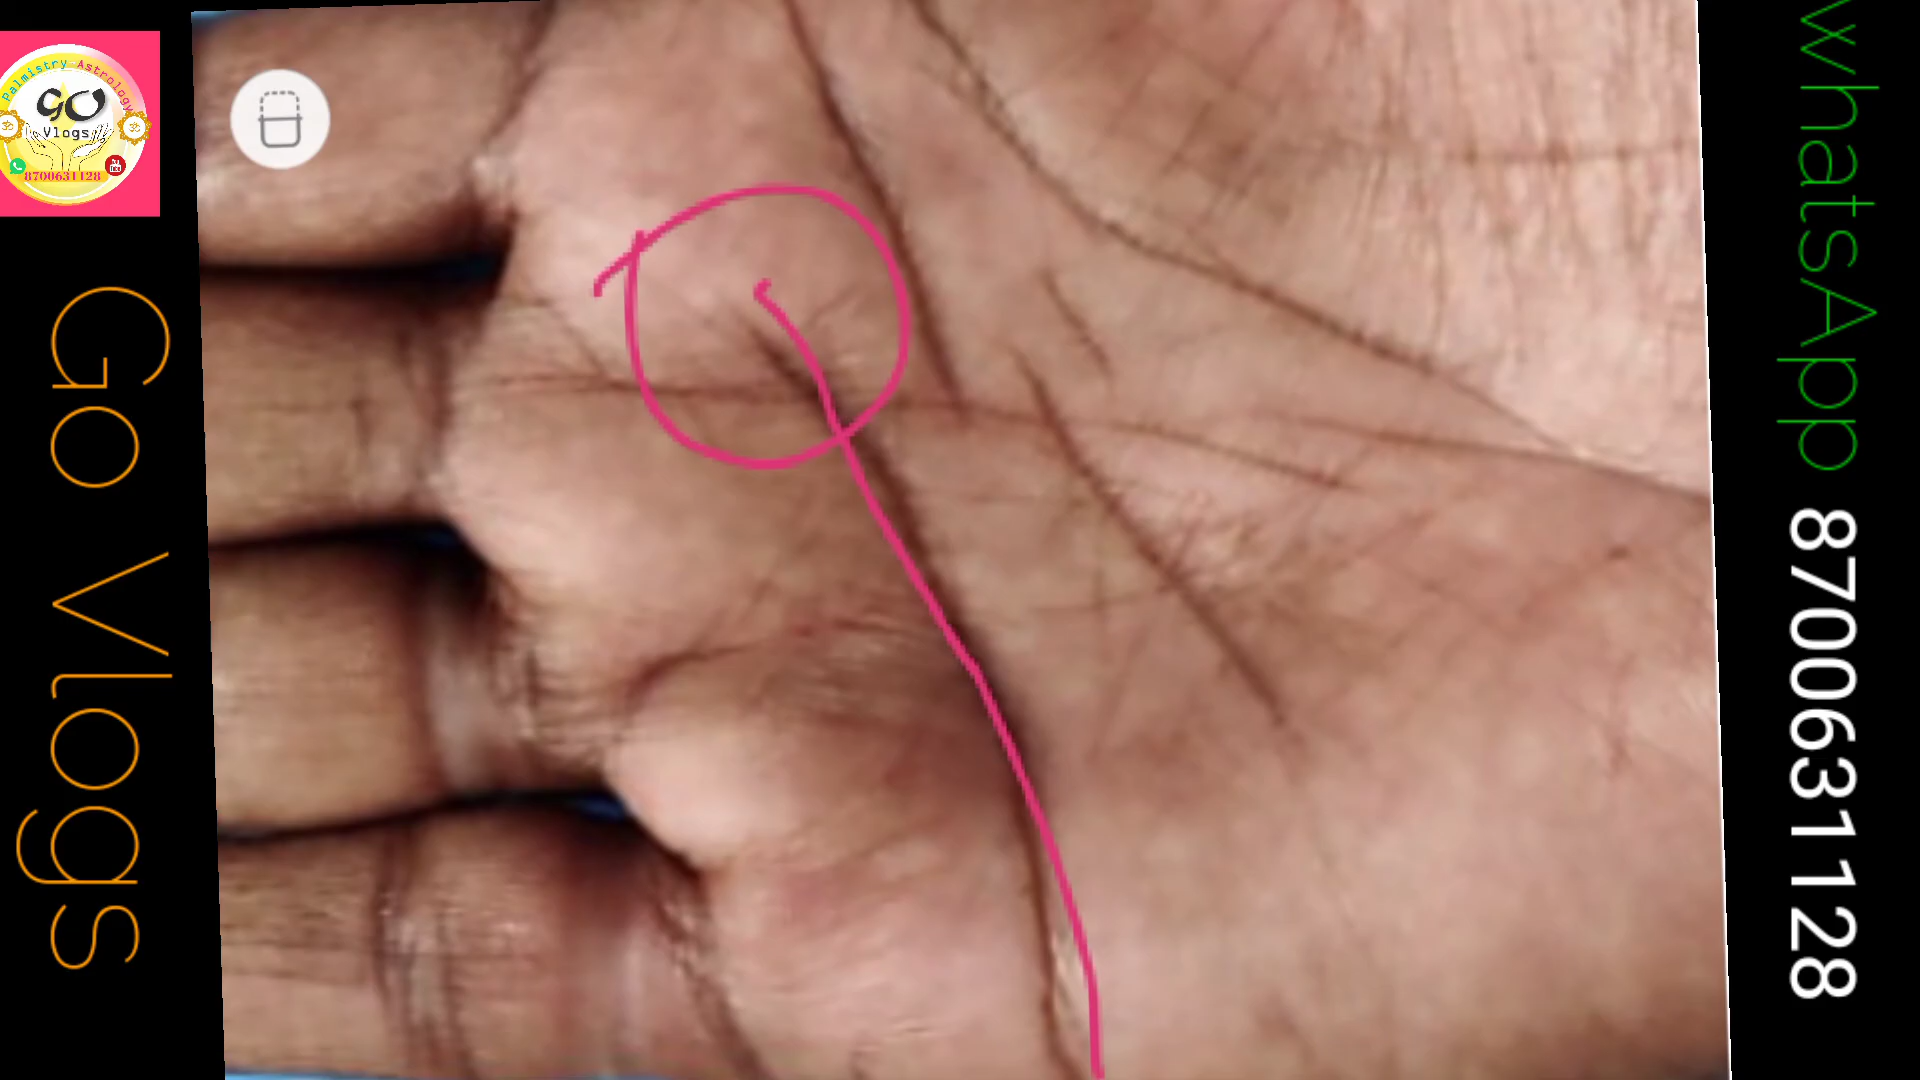 Palmistry Astrology
GO
Vlogs
8700631128
Go Vlogs
WhatsApp 8700631128